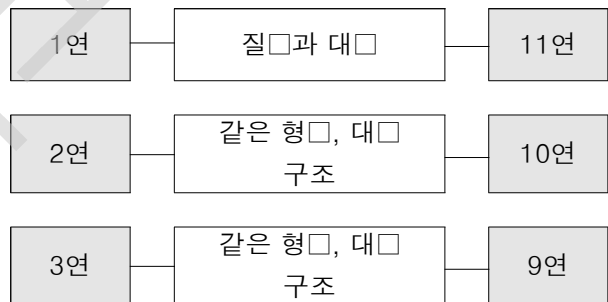 1연 질□과 대□ 11연
2연 같은 형□, 대□ 구조 10연
3연 같은 형□, 대□ 구조 9연